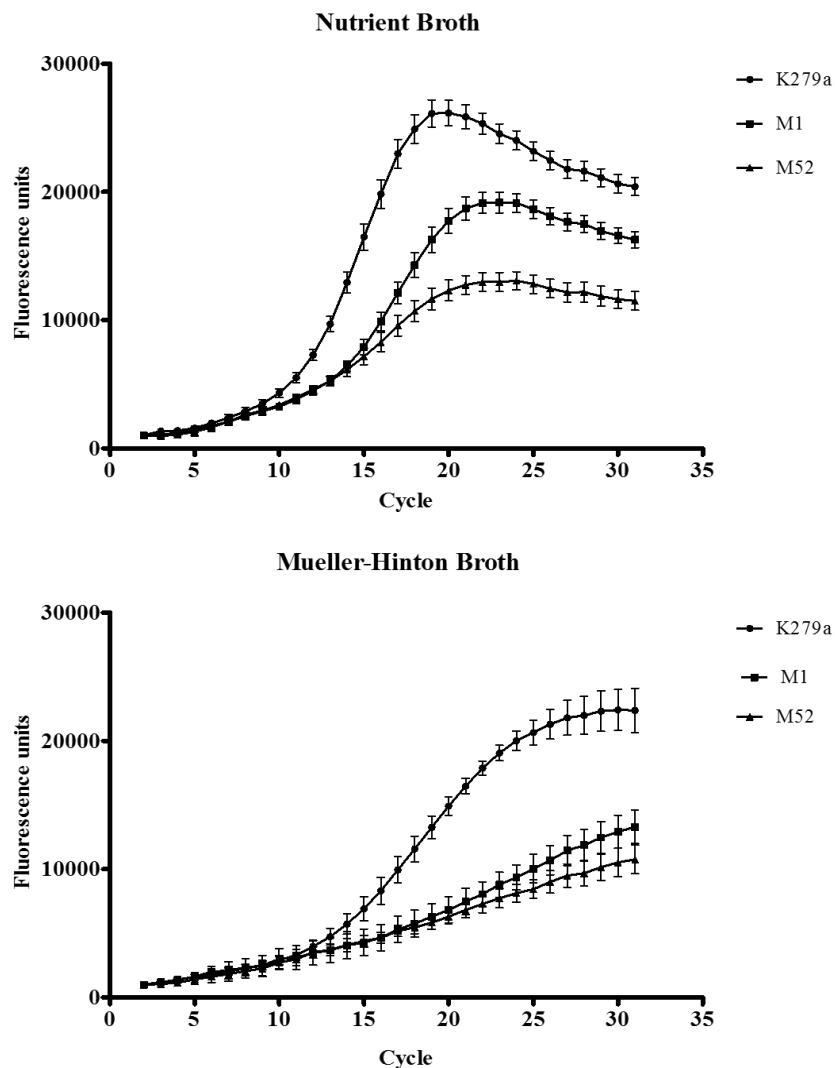 Nutrient Broth
30000
20000
10000
0
0 5 10 15 20 25 30 35
Fluorescence units
Cycle
K279a
M1
M52
Mueller-Hinton Broth
30000
20000
10000
0
0 5 10 15 20 25 30 35
Fluorescence units
Cycle
K279a
M1
M52